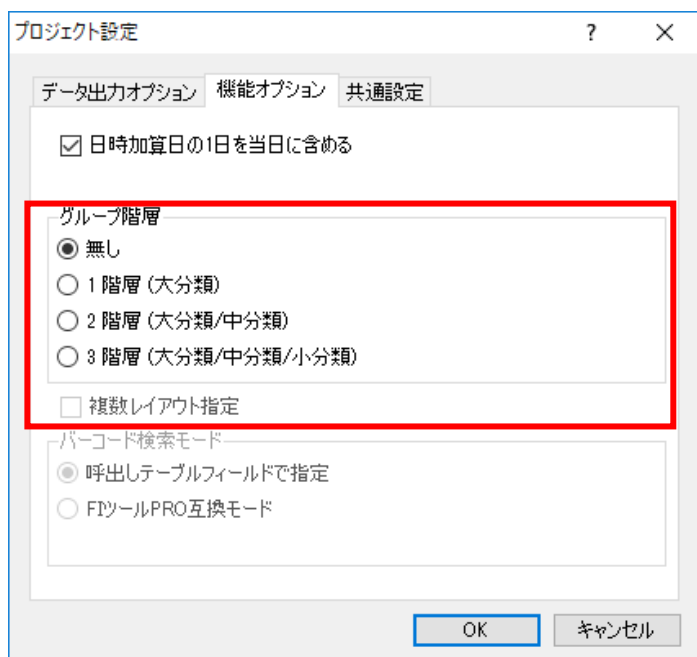 プロジェクト設定
データ出力オプション 機能オプション 共通設定
日時加算日の1日を当日に含める
グループ階層
無し
1 階層 (大分類)
2 階層 (大分類/中分類)
3 階層 (大分類/中分類/小分類)
複数レイアウト指定
バーコード検索モード
呼出しテーブルフィールドで指定
FIツールPRO互換モード
OK キャンセル